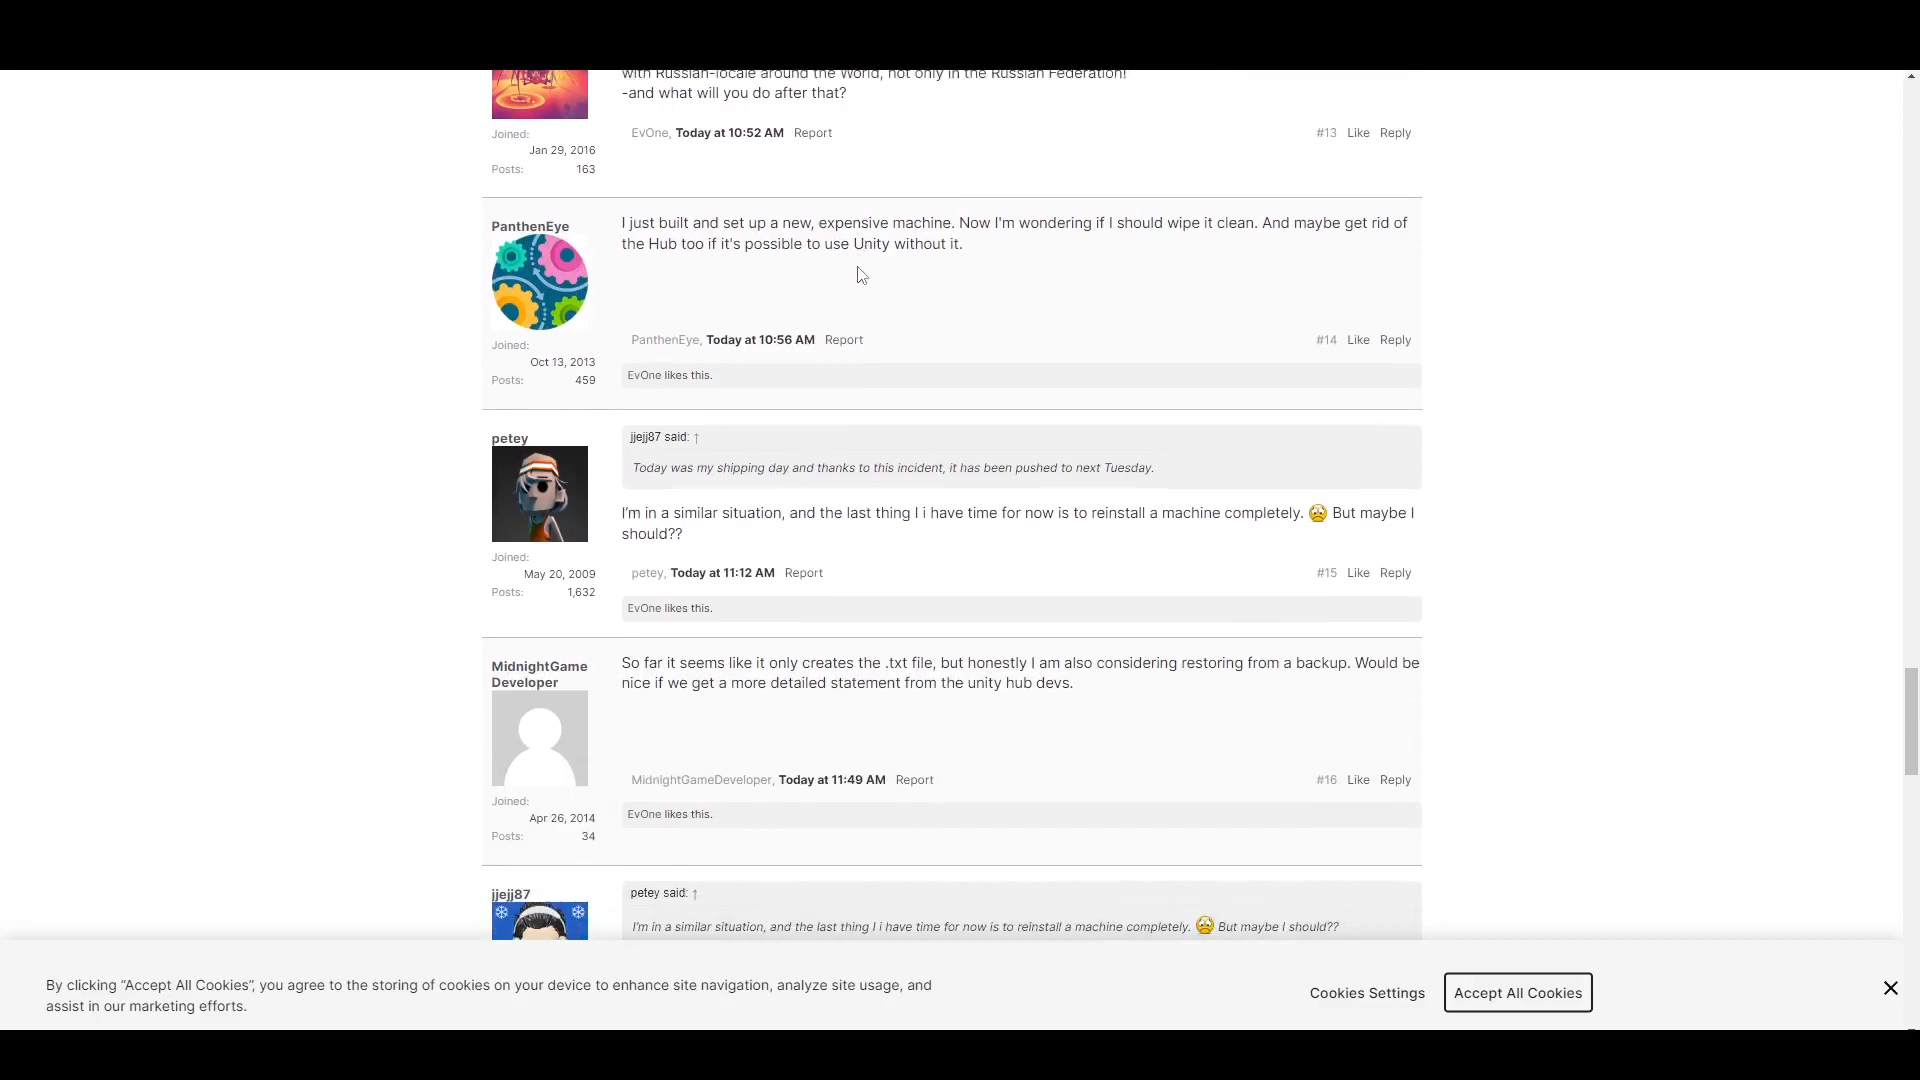 with Russian-locale around the World, not only in the Russian Federation!
-and what will you do after that?
EvOne, Today at 10:52 AM Report #13 Like Reply
Joined:
Jan 29, 2016
Posts: 163
PanthenEye
I just built and set up a new, expensive machine. Now I'm wondering if I should wipe it clean. And maybe get rid of
the Hub too if it's possible to use Unity without it.
PanthenEye, Today at 10:56 AM Report #14 Like Reply
Joined:
Oct 13, 2013
Posts: 459
EvOne likes this.
petey
jjejj87 said: ↑
Today was my shipping day and thanks to this incident, it has been pushed to next Tuesday.
I'm in a similar situation, and the last thing I i have time for now is to reinstall a machine completely. But maybe I
should??
Joined:
May 20, 2009
Posts: 1,632
petey, Today at 11:12 AM Report #15 Like Reply
EvOne likes this.
MidnightGame
Developer
So far it seems like it only creates the .txt file, but honestly I am also considering restoring from a backup. Would be
nice if we get a more detailed statement from the unity hub devs.
MidnightGameDeveloper, Today at 11:49 AM Report #16 Like Reply
Joined:
Apr 26, 2014
Posts: 34
EvOne likes this.
jjejj87
petey said: ↑
I'm in a similar situation, and the last thing I i have time for now is to reinstall a machine completely. But maybe I should??
By clicking “Accept All Cookies”, you agree to the storing of cookies on your device to enhance site navigation, analyze site usage, and
assist in our marketing efforts.
Cookies Settings
Accept All Cookies